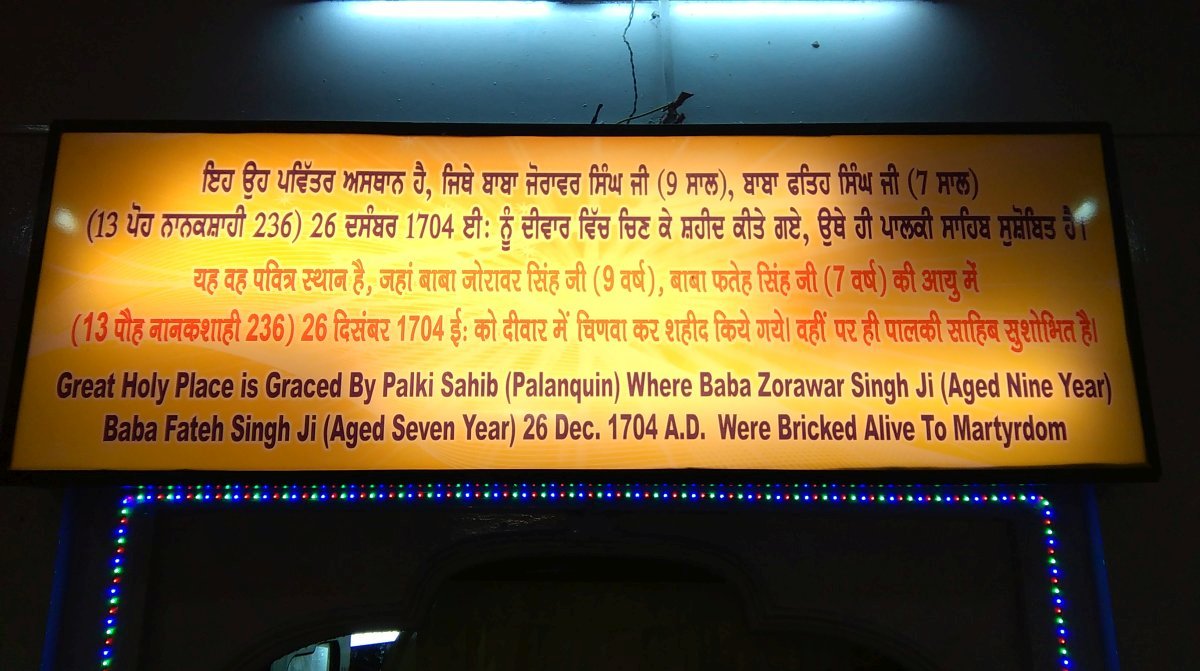 ਇਹ ਉਹ ਪਵਿੱਤਰ ਅਸਥਾਨ ਹੈ, ਜਿਥੇ ਬਾਬਾ ਜੋਰਾਵਰ ਸਿੰਘ ਜੀ (9 ਸਾਲ), ਬਾਬਾ ਫਤਿਹ ਸਿੰਘ ਜੀ (7 ਸਾਲ)
(13 ਪੋਹ ਨਾਨਕਸ਼ਾਹੀ 236) 26 ਦਸੰਬਰ 1704 ਈ: ਨੂੰ ਦੀਵਾਰ ਵਿੱਚ ਚਿਣ ਕੇ ਸ਼ਹੀਦ ਕੀਤੇ ਗਏ, ਉਥੇ ਹੀ ਪਾਲਕੀ ਸਾਹਿਬ ਸੁਸ਼ੋਬਿਤ ਹੈ।
यह वह पवित्र स्थान है, जहां बाबा जोरावर सिंह जी (9 वर्ष), बाबा फतेह सिंह जी (7 वर्ष) की आयु में
(13 पौह नानकशाही 236) 26 दिसंबर 1704 ई: को दीवार में चिणवा कर शहीद किये गये। वहीं पर ही पालकी साहिब सुशोभित है।
Great Holy Place is Graced By Palki Sahib (Palanquin) Where Baba Zorawar Singh Ji (Aged Nine Year)
Baba Fateh Singh Ji (Aged Seven Year) 26 Dec. 1704 A.D. Were Bricked Alive To Martyrdom